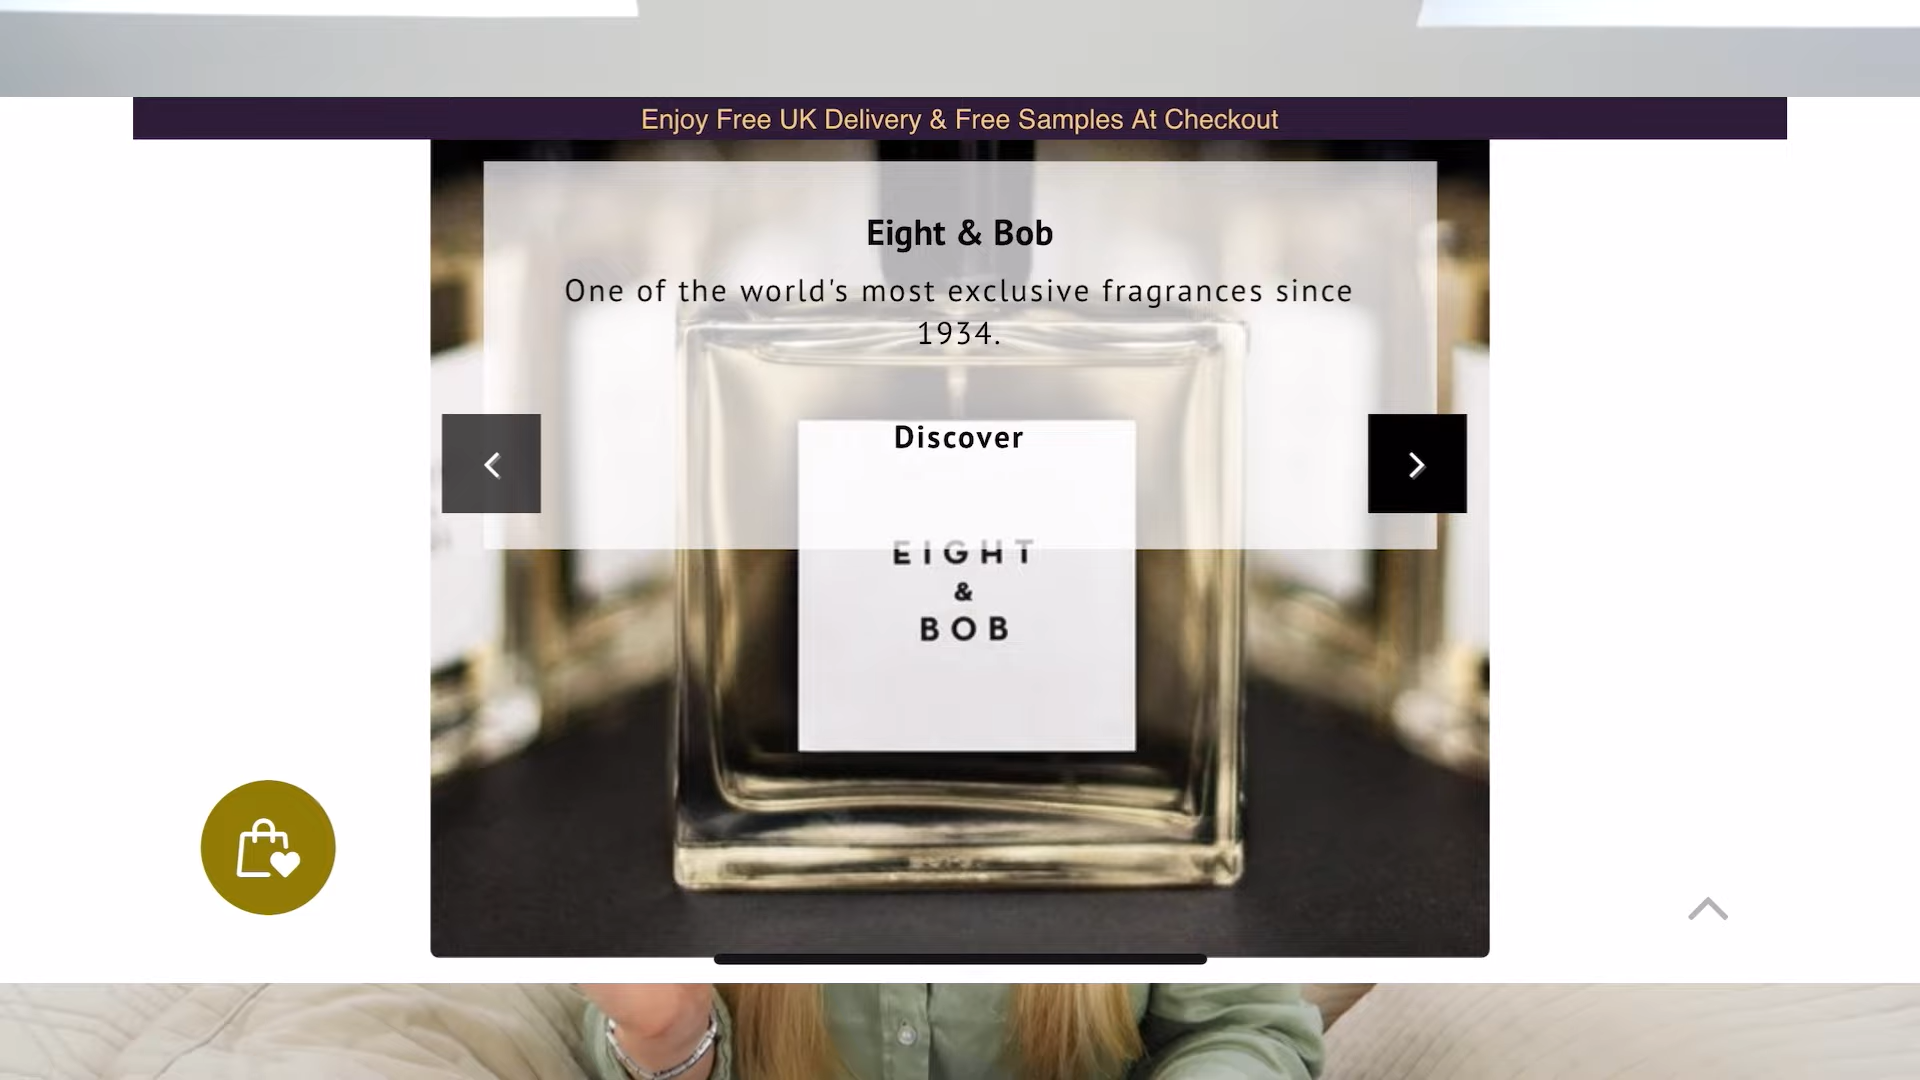 Enjoy Free UK Delivery & Free Samples At Checkout
Eight & Bob
One of the world's most exclusive fragrances since
1934.
Discover
EIGHT
&
BOB